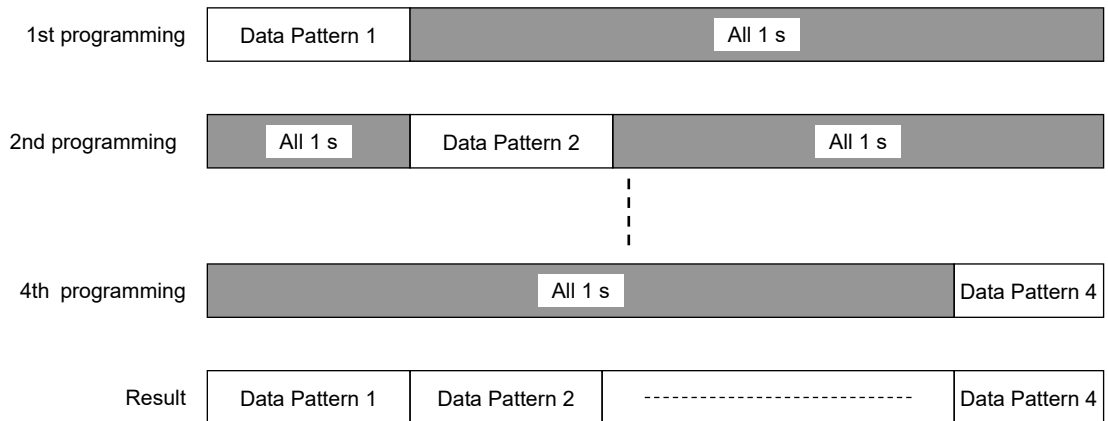 1st programming Data Pattern 1 All 1 s
2nd programming All 1 s Data Pattern 2 All 1 s
4th programming All 1 s Data Pattern 4
Result Data Pattern 1 Data Pattern 2 Data Pattern 4